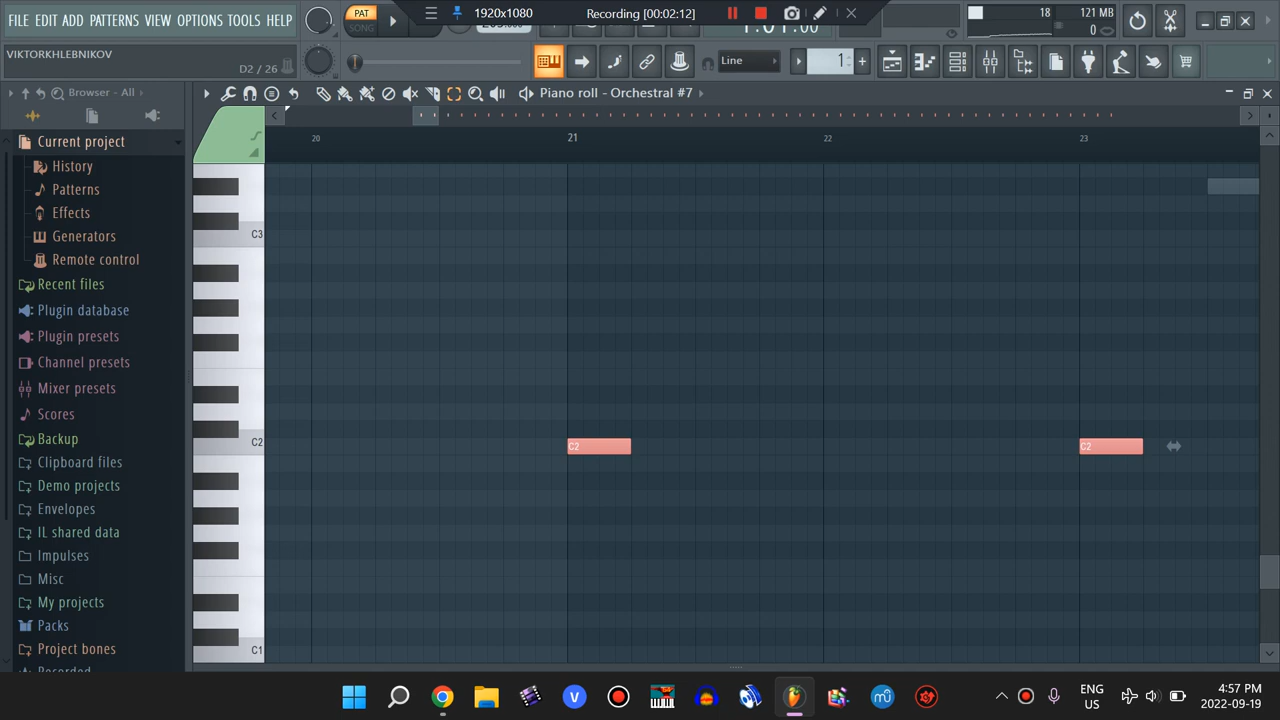 FILE EDIT ADD PATTERNS VIEW OPTIONS TOOLS HELP
PAT
SONG
1920x1080
Recording [00:02:12]
18
121 MB
0
VIKTORKHLEBNIKOV
D2 / 26
Line
1
Browser - All
Piano roll - Orchestral #7
Current project
History
Patterns
Effects
Generators
Remote control
Recent files
Plugin database
Plugin presets
Channel presets
Mixer presets
Scores
Backup
Clipboard files
Demo projects
Envelopes
IL shared data
Impulses
Misc
My projects
Packs
Project bones
Recorded
20
21
22
23
C3
C2
C1
C2
C2
ENG
US
4:57 PM
2022-09-19